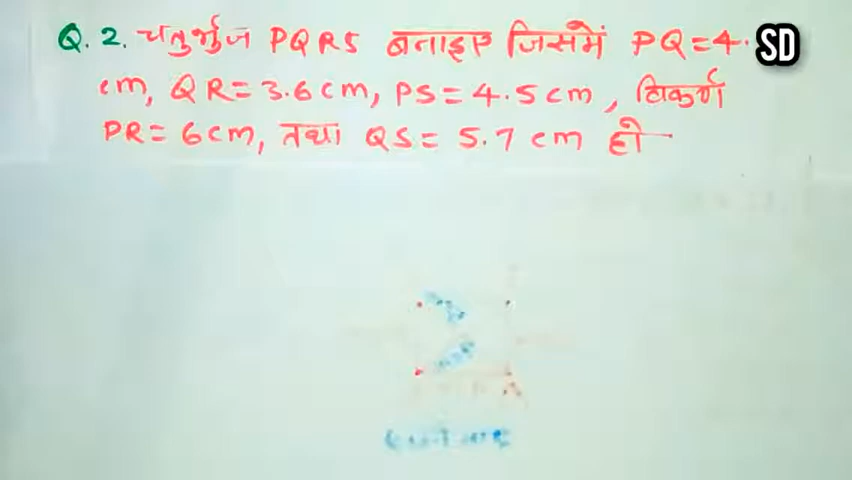 Q. 2. चतुर्भुज PQRS बनाइए जिसमें PQ=4. SD
cm, QR=3.6cm, PS=4.5cm, विकर्ण
PR=6cm, तथा QS=5.7cm हो